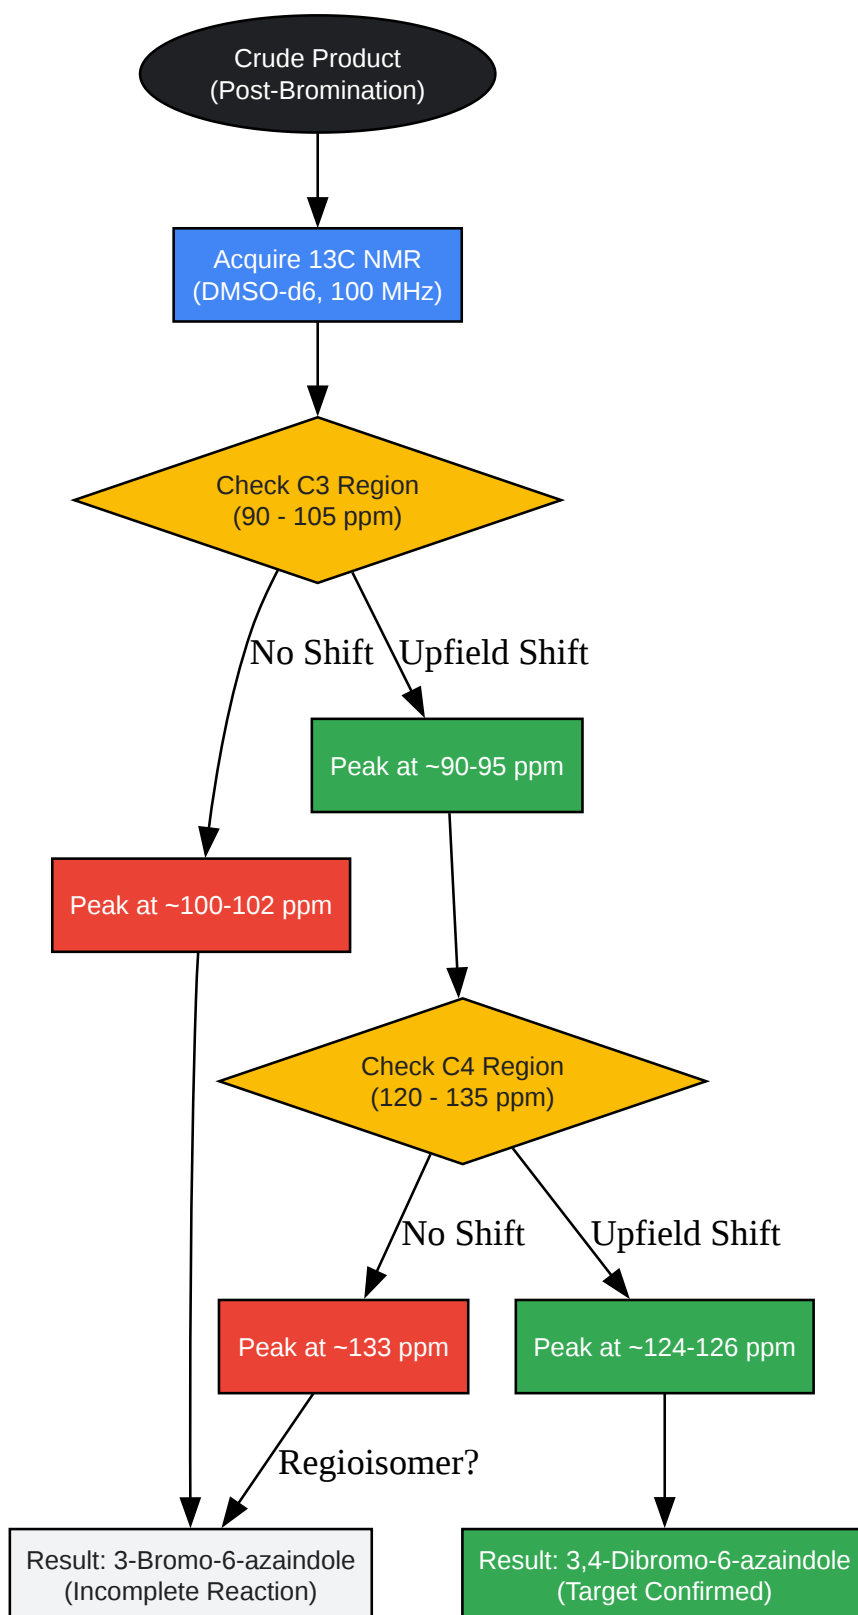 Crude Product
(Post-Bromination)
Acquire 13C NMR
(DMSO-d6, 100 MHz)
Check C3 Region
(90 - 105 ppm)
No Shift
Upfield Shift
Peak at ~90-95 ppm
Peak at ~100-102 ppm
Check C4 Region
(120 - 135 ppm)
No Shift
Upfield Shift
Peak at ~133 ppm
Peak at ~124-126 ppm
Regioisomer?
Result: 3-Bromo-6-azaindole
(Incomplete Reaction)
Result: 3,4-Dibromo-6-azaindole
(Target Confirmed)